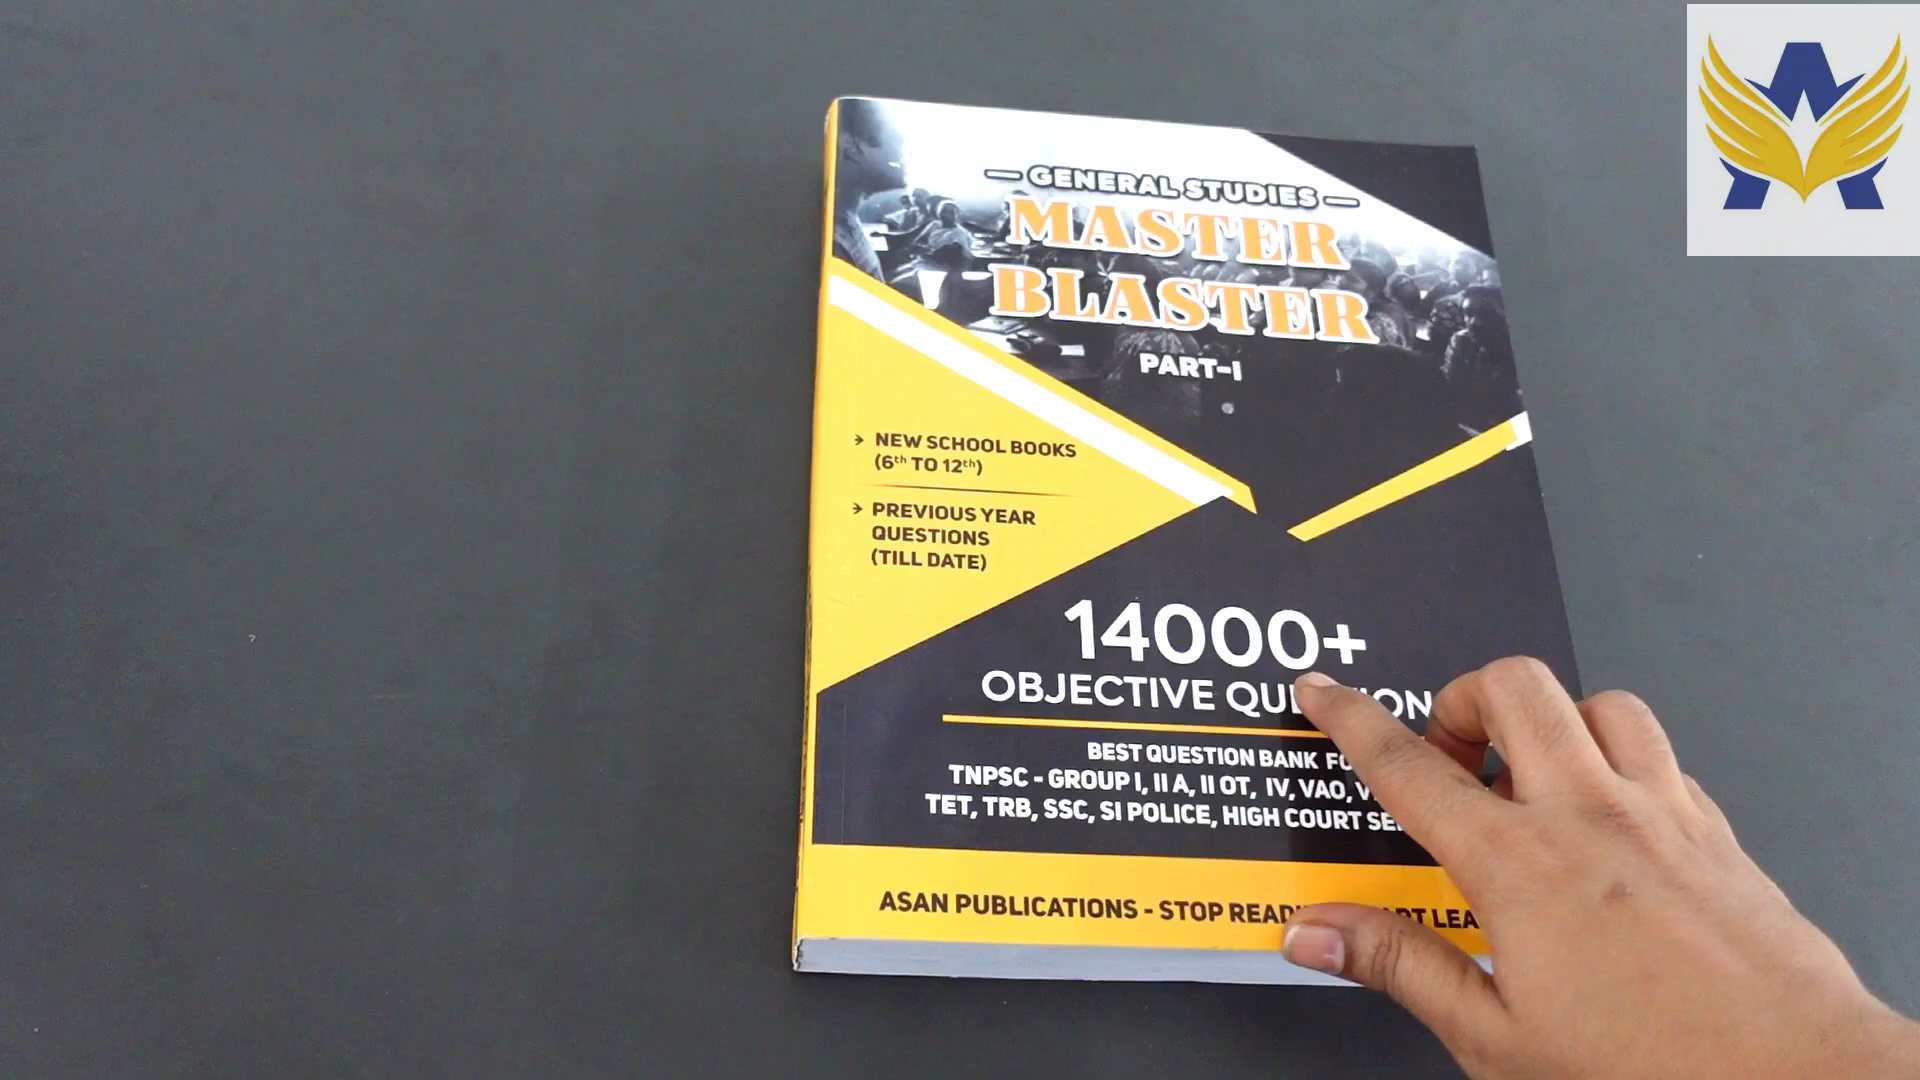 — GENERAL STUDIES —
MASTER
BLASTER
PART-I
> NEW SCHOOL BOOKS
(6th TO 12th)
> PREVIOUS YEAR
QUESTIONS
(TILL DATE)
14000+
OBJECTIVE
BEST QUESTION BANK
TNPSC - GROUP I, II A, II OT, IV, VAO,
TET, TRB, SSC, SI POLICE, HIGH COURT
ASAN PUBLICATIONS - STOP